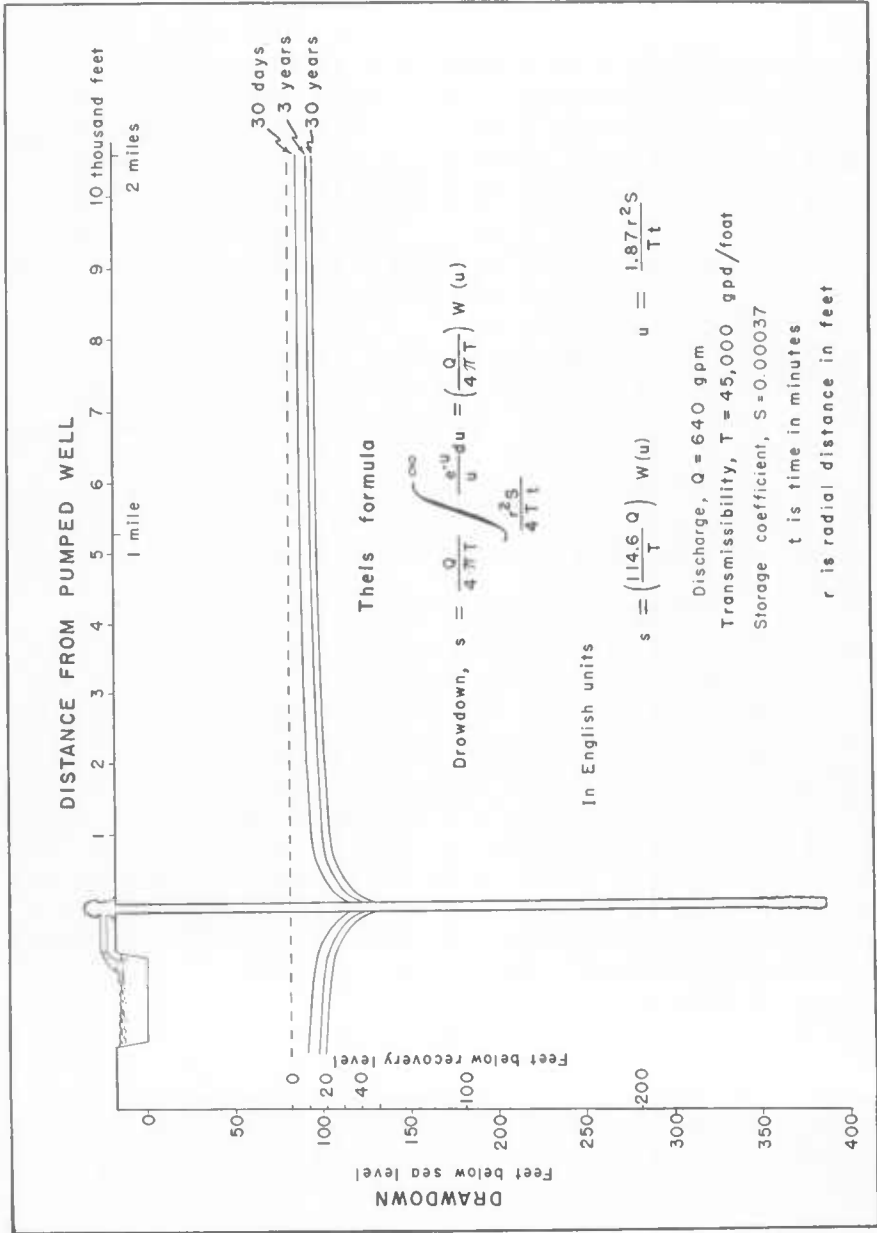 DISTANCE FROM PUMPED WELL
1 2 3 4 5 6 7 8 9 10 thousand feet
1 mile 2 miles
30 days
3 years
30 years
DRAWDOWN
Feet below sea level
0 50 100 150 200 250 300 350 400
Feet below recovery level
0 20 40 100 200
Theis formula
Drowdown, s = Q/4πT ∫_{r²S/4Tt}^{∞} e^{-u}/u du = (Q/4πT) W (u)
In English units
s = (114.6 Q/T) W(u) u = 1.87 r²S/Tt
Discharge, Q = 640 gpm
Transmissibility, T = 45,000 gpd/foat
Storage coefficient, S = 0.00037
t is time in minutes
r is radial distance in feet